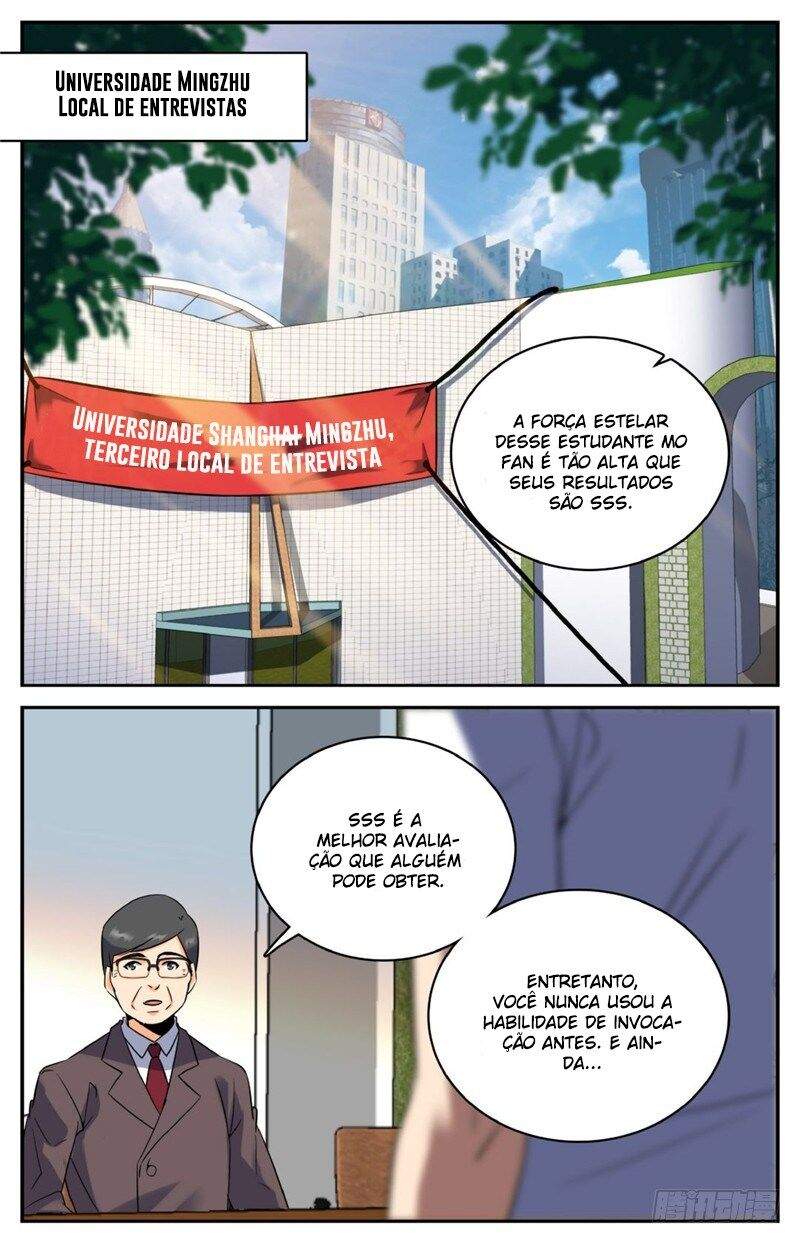 Universidade Mingzhu
Local de entrevistas
Universidade Shanghai Mingzhu,
terceiro local de entrevista
A FORÇA ESTELAR
DESSE ESTUDANTE MO
FAN É TÃO ALTA QUE
SEUS RESULTADOS
SÃO SSS.
SSS É A
MELHOR AVALIA-
ÇÃO QUE ALGUÉM
PODE OBTER.
ENTRETANTO,
VOCÊ NUNCA USOU A
HABILIDADE DE INVOCA-
ÇÃO ANTES. E AIN-
DA...
腾讯动漫